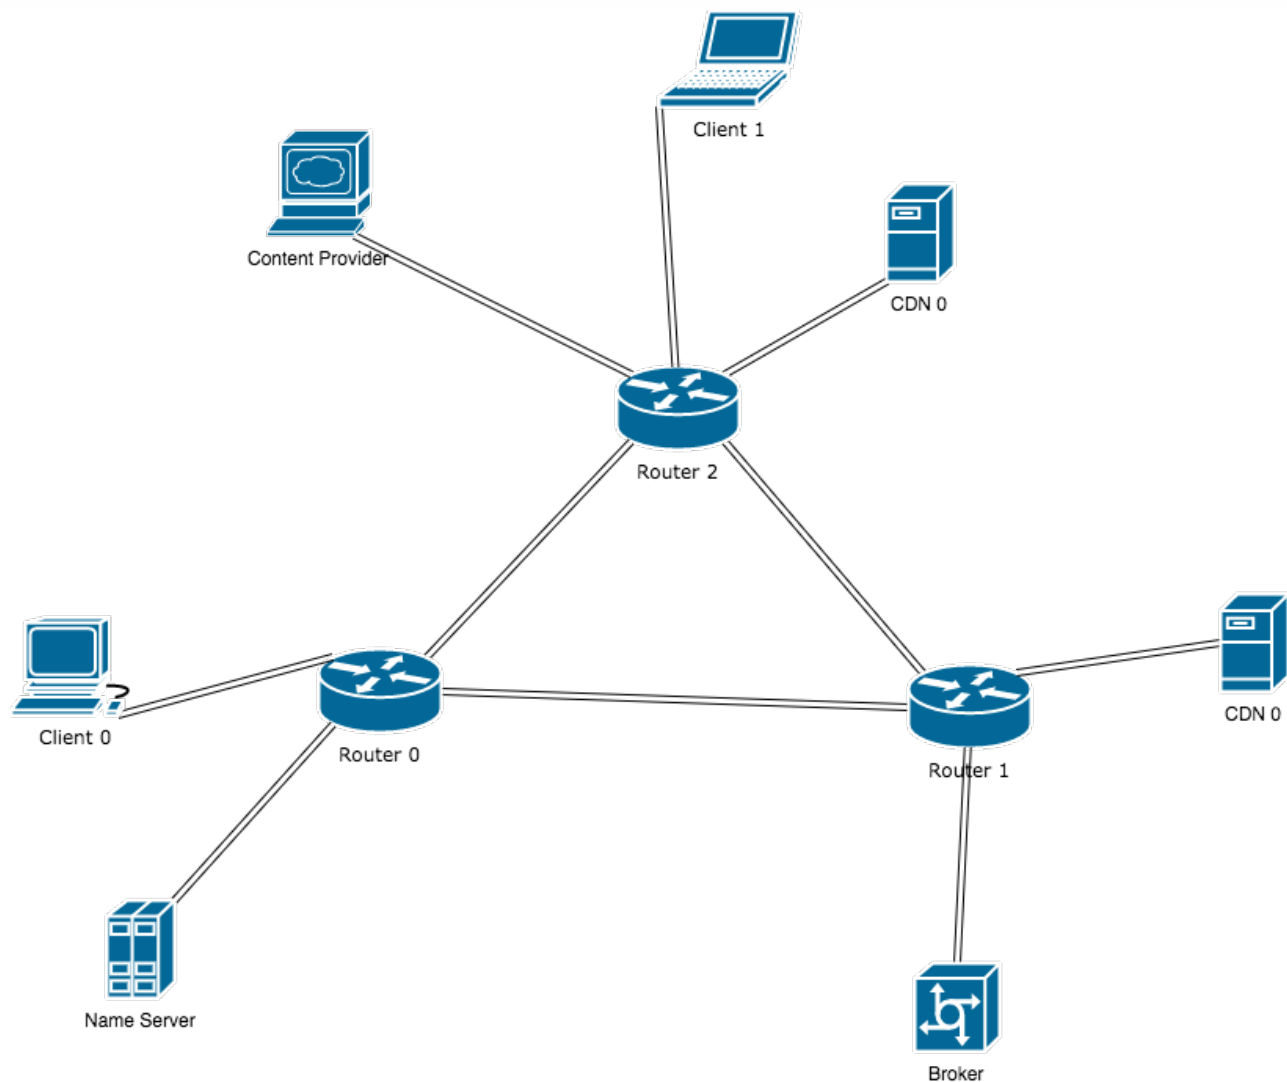 Client 1
Content Provider
CDN 0
Router 2
Client 0
Router 0
CDN 0
Router 1
Name Server
Broker